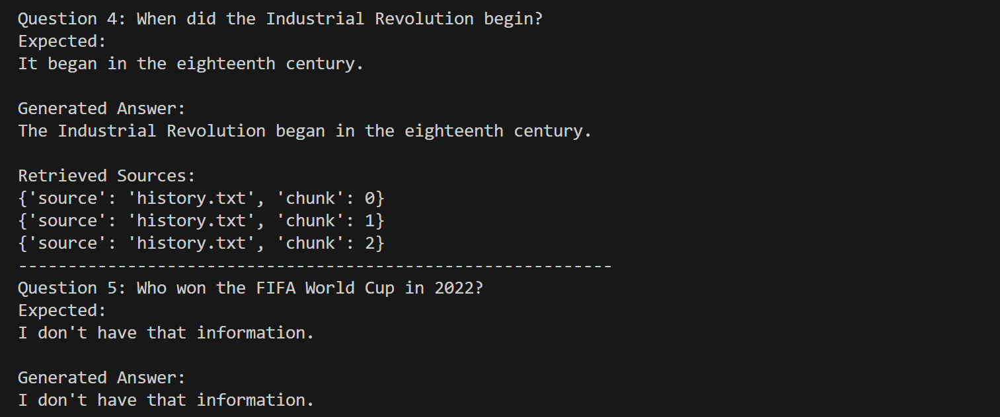 Question 4: When did the Industrial Revolution begin?
Expected:
It began in the eighteenth century.
Generated Answer:
The Industrial Revolution began in the eighteenth century.
Retrieved Sources:
{'source': 'history.txt', 'chunk': 0}
{'source': 'history.txt', 'chunk': 1}
{'source': 'history.txt', 'chunk': 2}
------------------------------------------------------------
Question 5: Who won the FIFA World Cup in 2022?
Expected:
I don't have that information.
Generated Answer:
I don't have that information.